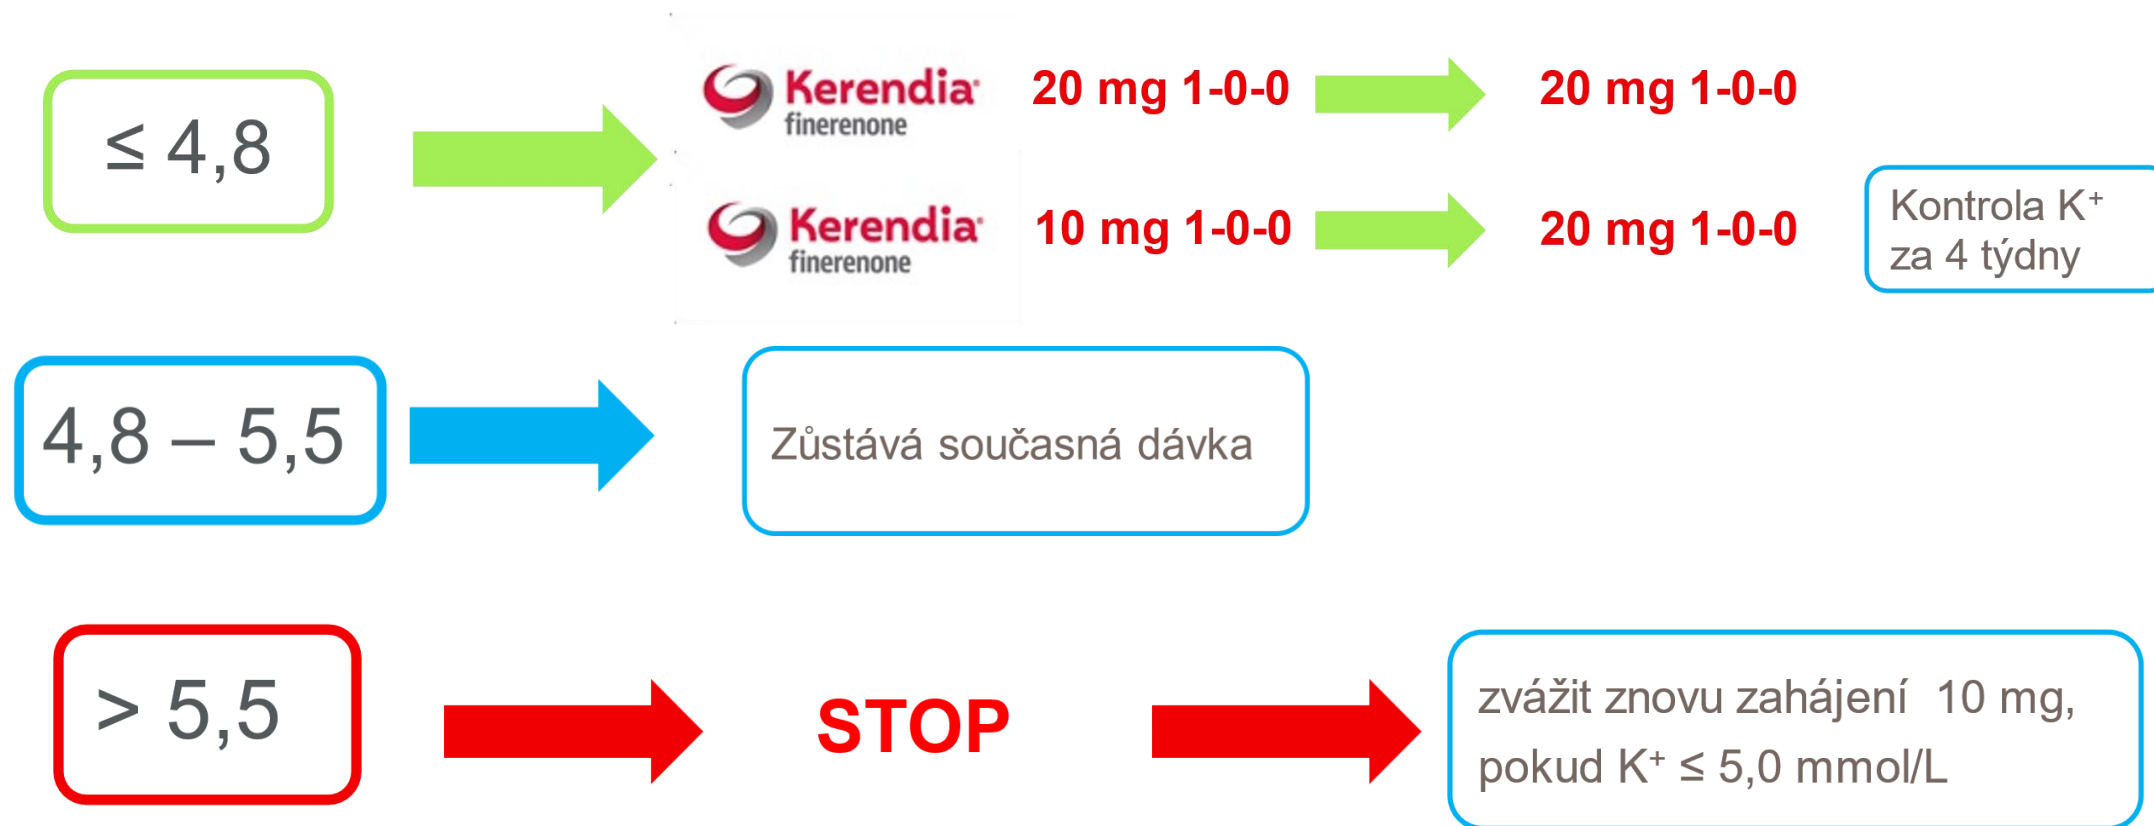 ≤ 4,8
Kerendia
finerenone
20 mg 1-0-0
20 mg 1-0-0
Kerendia
finerenone
10 mg 1-0-0
20 mg 1-0-0
Kontrola K⁺
za 4 týdny
4,8 – 5,5
Zůstává současná dávka
> 5,5
STOP
zvážit znovu zahájení 10 mg,
pokud K⁺ ≤ 5,0 mmol/L